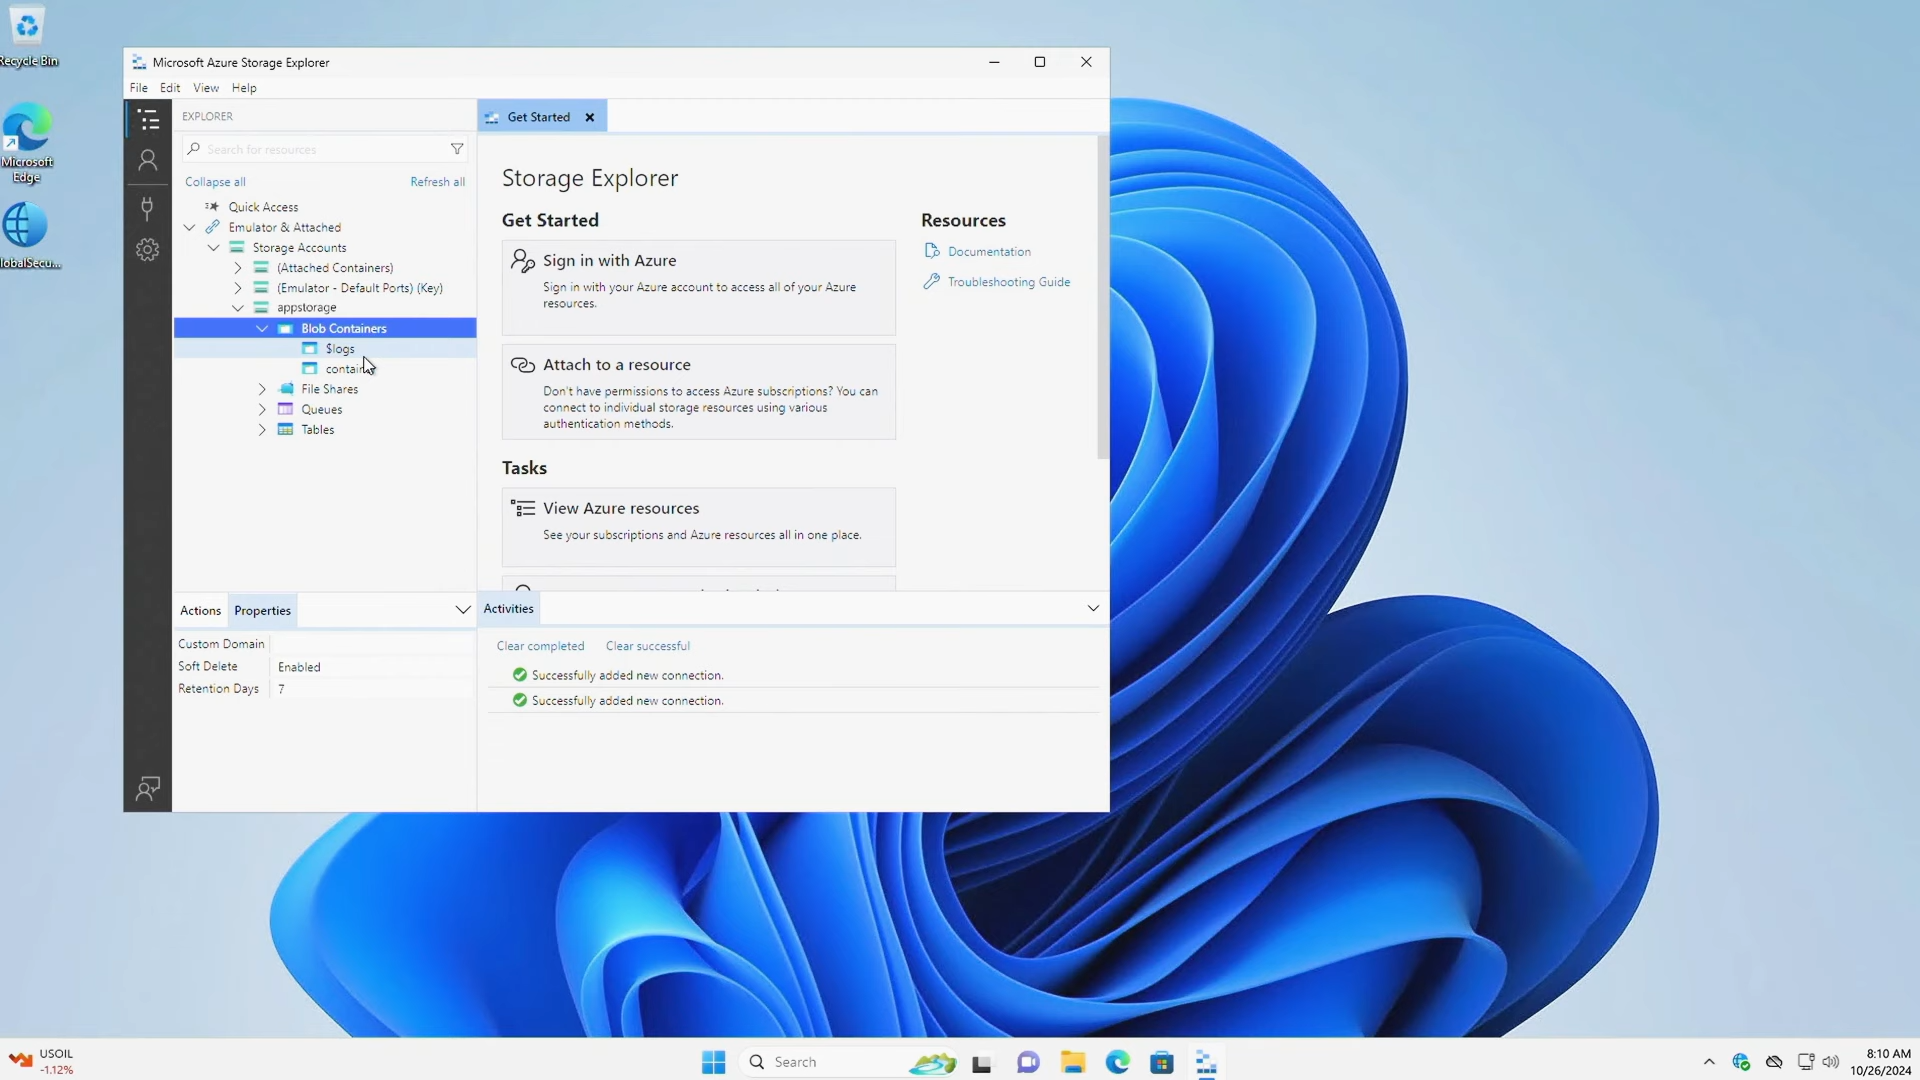 Recycle Bin
Microsoft
Edge
lobalSecu...
Microsoft Azure Storage Explorer
File Edit View Help
EXPLORER
Search for resources
Collapse all Refresh all
Quick Access
Emulator & Attached
Storage Accounts
(Attached Containers)
(Emulator - Default Ports) (Key)
appstorage
Blob Containers
$logs
File Shares
Queues
Tables
Actions Properties
Custom Domain
Soft Delete Enabled
Retention Days 7
Get Started
Storage Explorer
Get Started
Sign in with Azure
Sign in with your Azure account to access all of your Azure
resources.
Attach to a resource
Don't have permissions to access Azure subscriptions? You can
connect to individual storage resources using various
authentication methods.
Tasks
View Azure resources
See your subscriptions and Azure resources all in one place.
Resources
Documentation
Troubleshooting Guide
Activities
Clear completed Clear successful
Successfully added new connection.
Successfully added new connection.
USOIL
-1.12%
Search
8:10 AM
10/26/2024